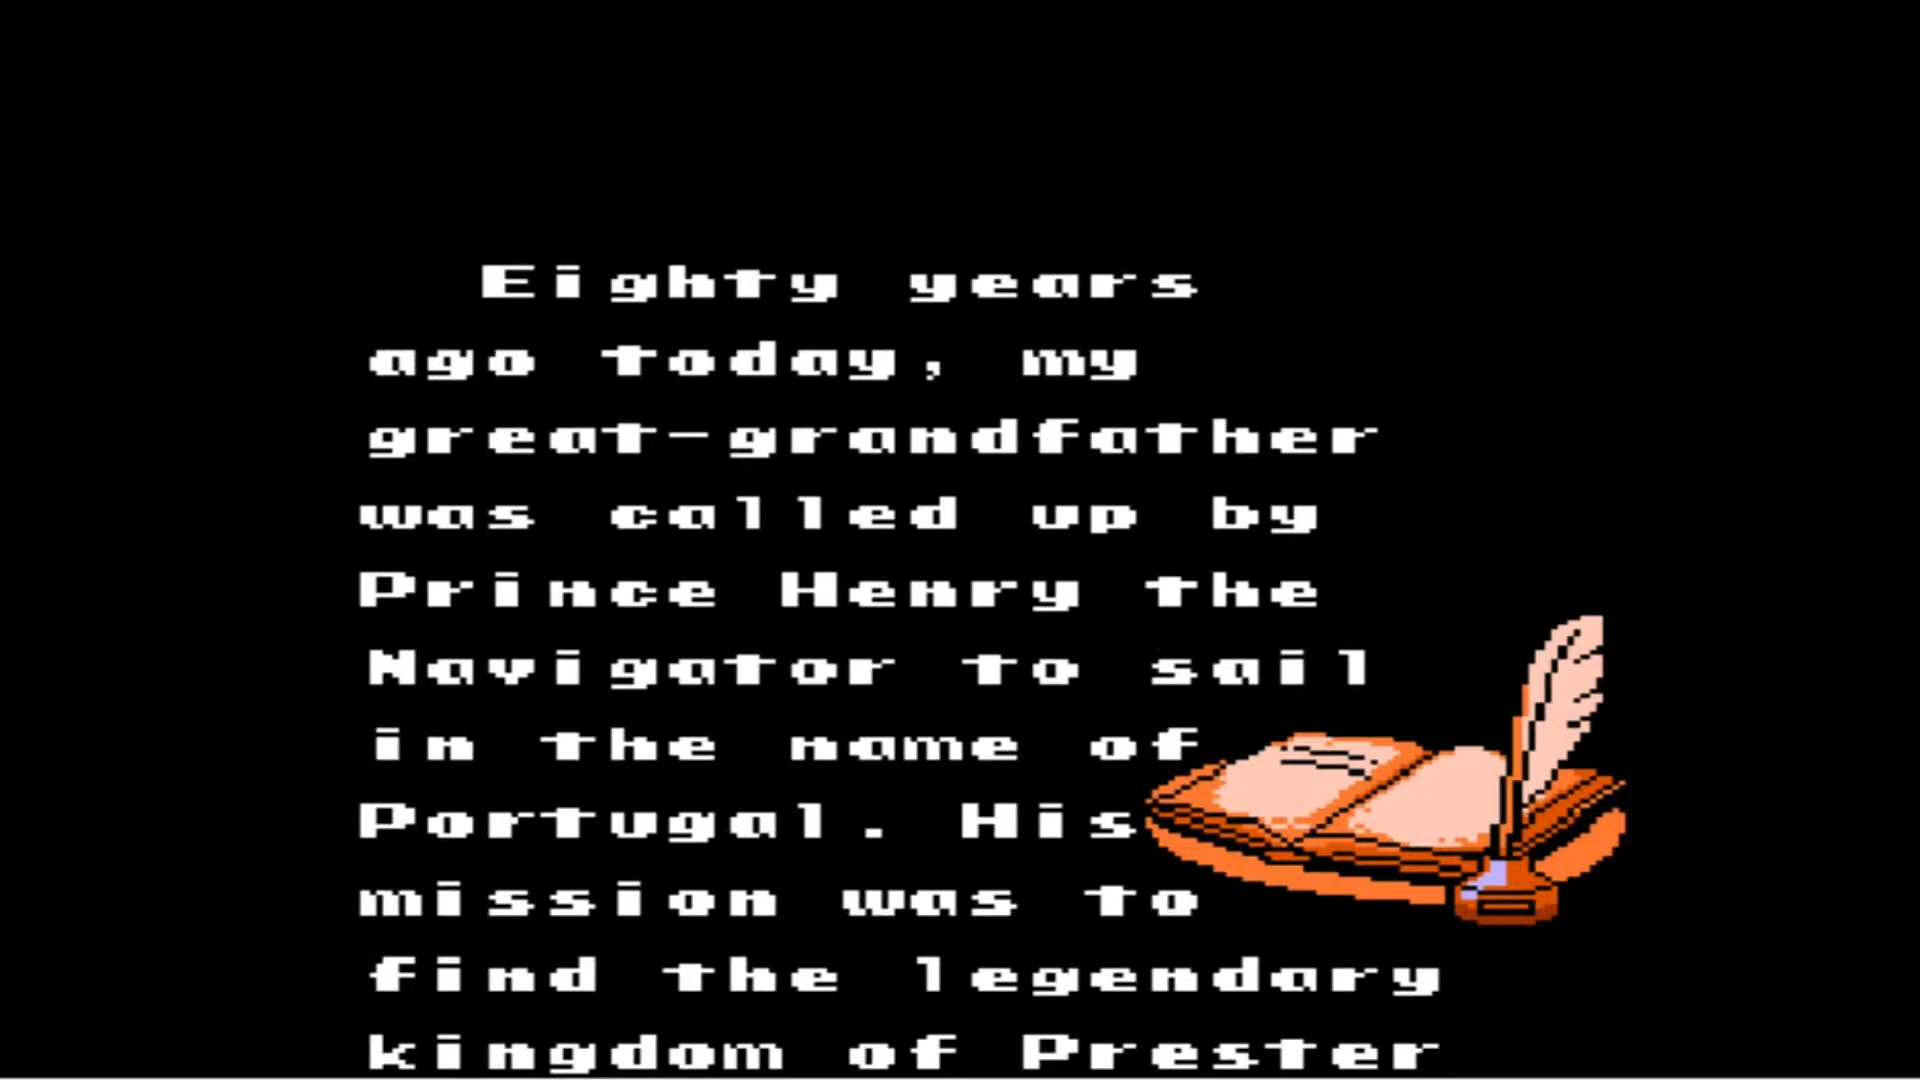 Eighty years
ago today, my
great-grandfather
was called up by
Prince Henry the
Navigator to sail
in the name of
Portugal. His
mission was to
find the legendary
kingdom of Prester